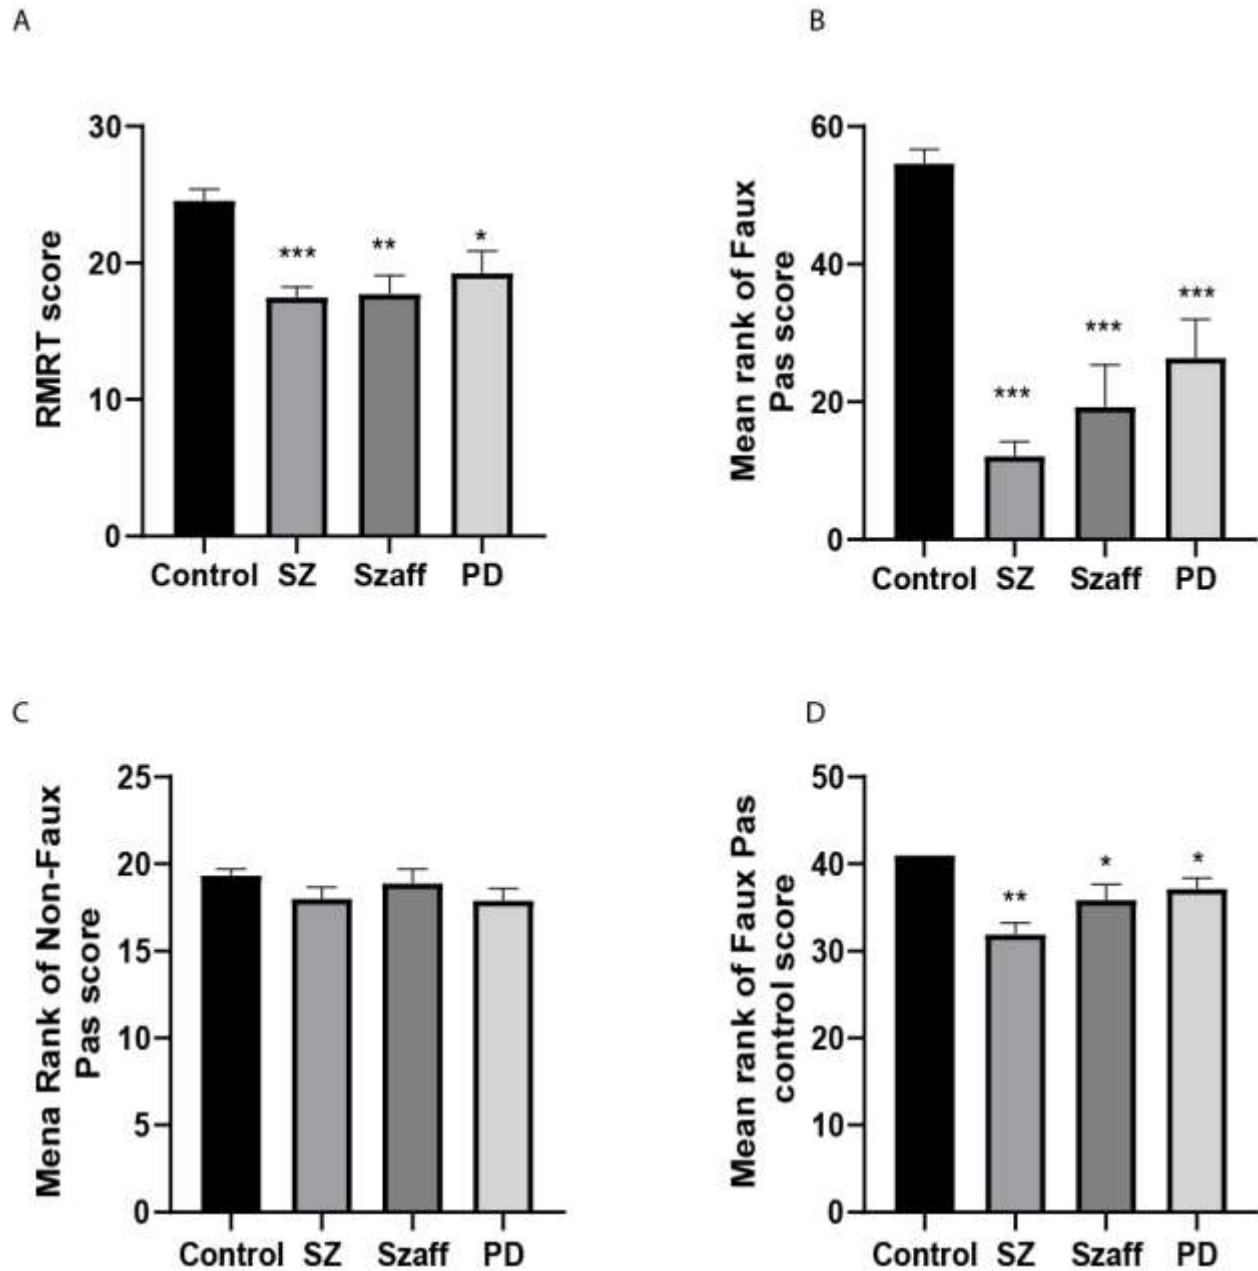 A
RMRT score
30
20
10
0
***
**
*
Control SZ Szaff PD
B
Mean rank of Faux
Pas score
60
40
20
0
***
***
***
Control SZ Szaff PD
C
Mena Rank of Non-Faux
Pas score
25
20
15
10
5
0
Control SZ Szaff PD
D
Mean rank of Faux Pas
control score
50
40
30
20
10
0
**
*
*
Control SZ Szaff PD